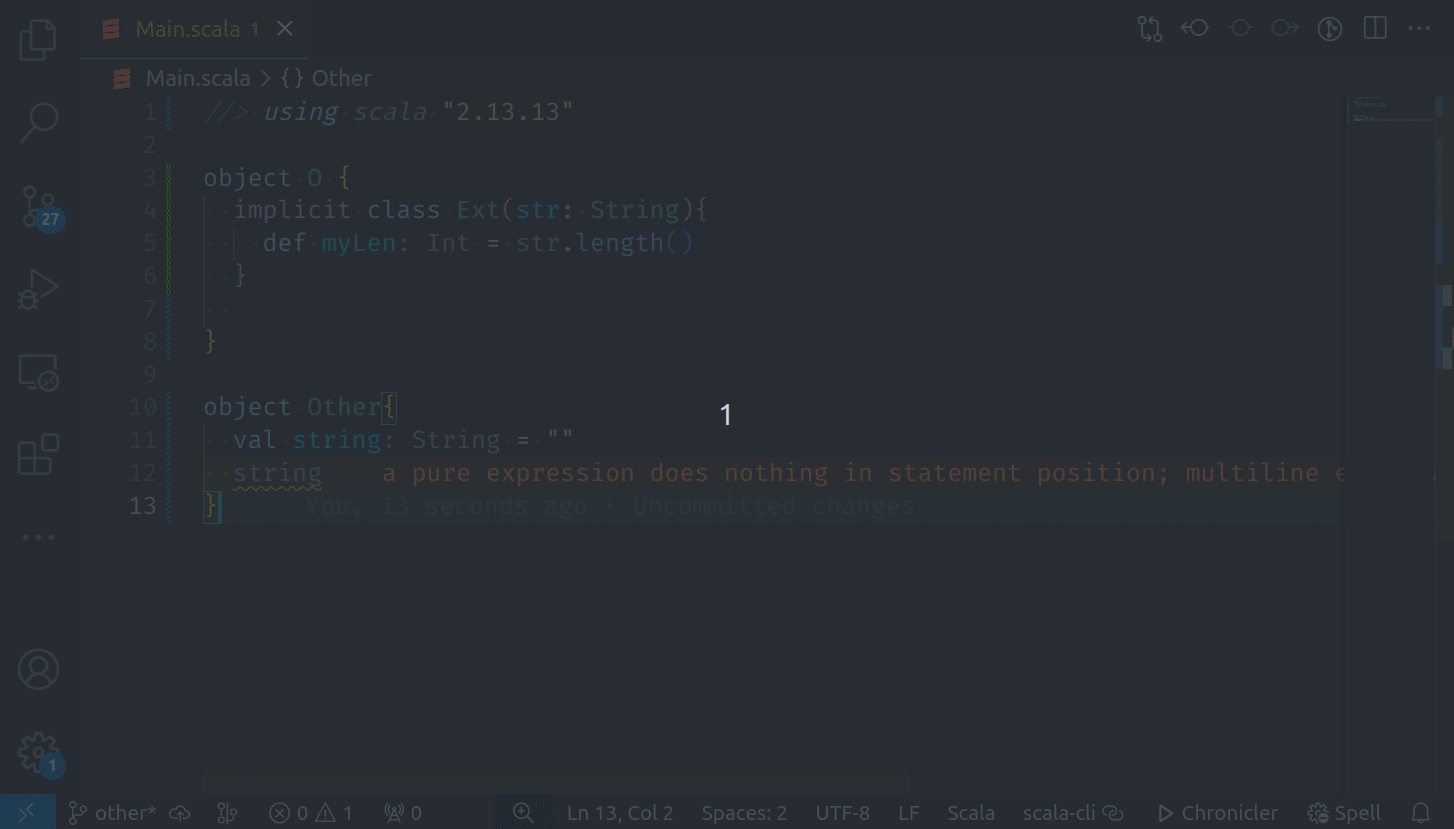 Main.scala 1
Main.scala > {} Other
1 //> using scala "2.13.13"
2
3 object O {
4 implicit class Ext(str: String){
5 def myLen: Int = str.length()
6 }
7
8 }
9
10 object Other{
11 val string: String = ""
12 string a pure expression does nothing in statement position; multiline
13 } You, 13 seconds ago • Uncommitted changes
1
27
1
other* 0 1 0 Ln 13, Col 2 Spaces: 2 UTF-8 LF Scala scala-cli Chronicler Spell